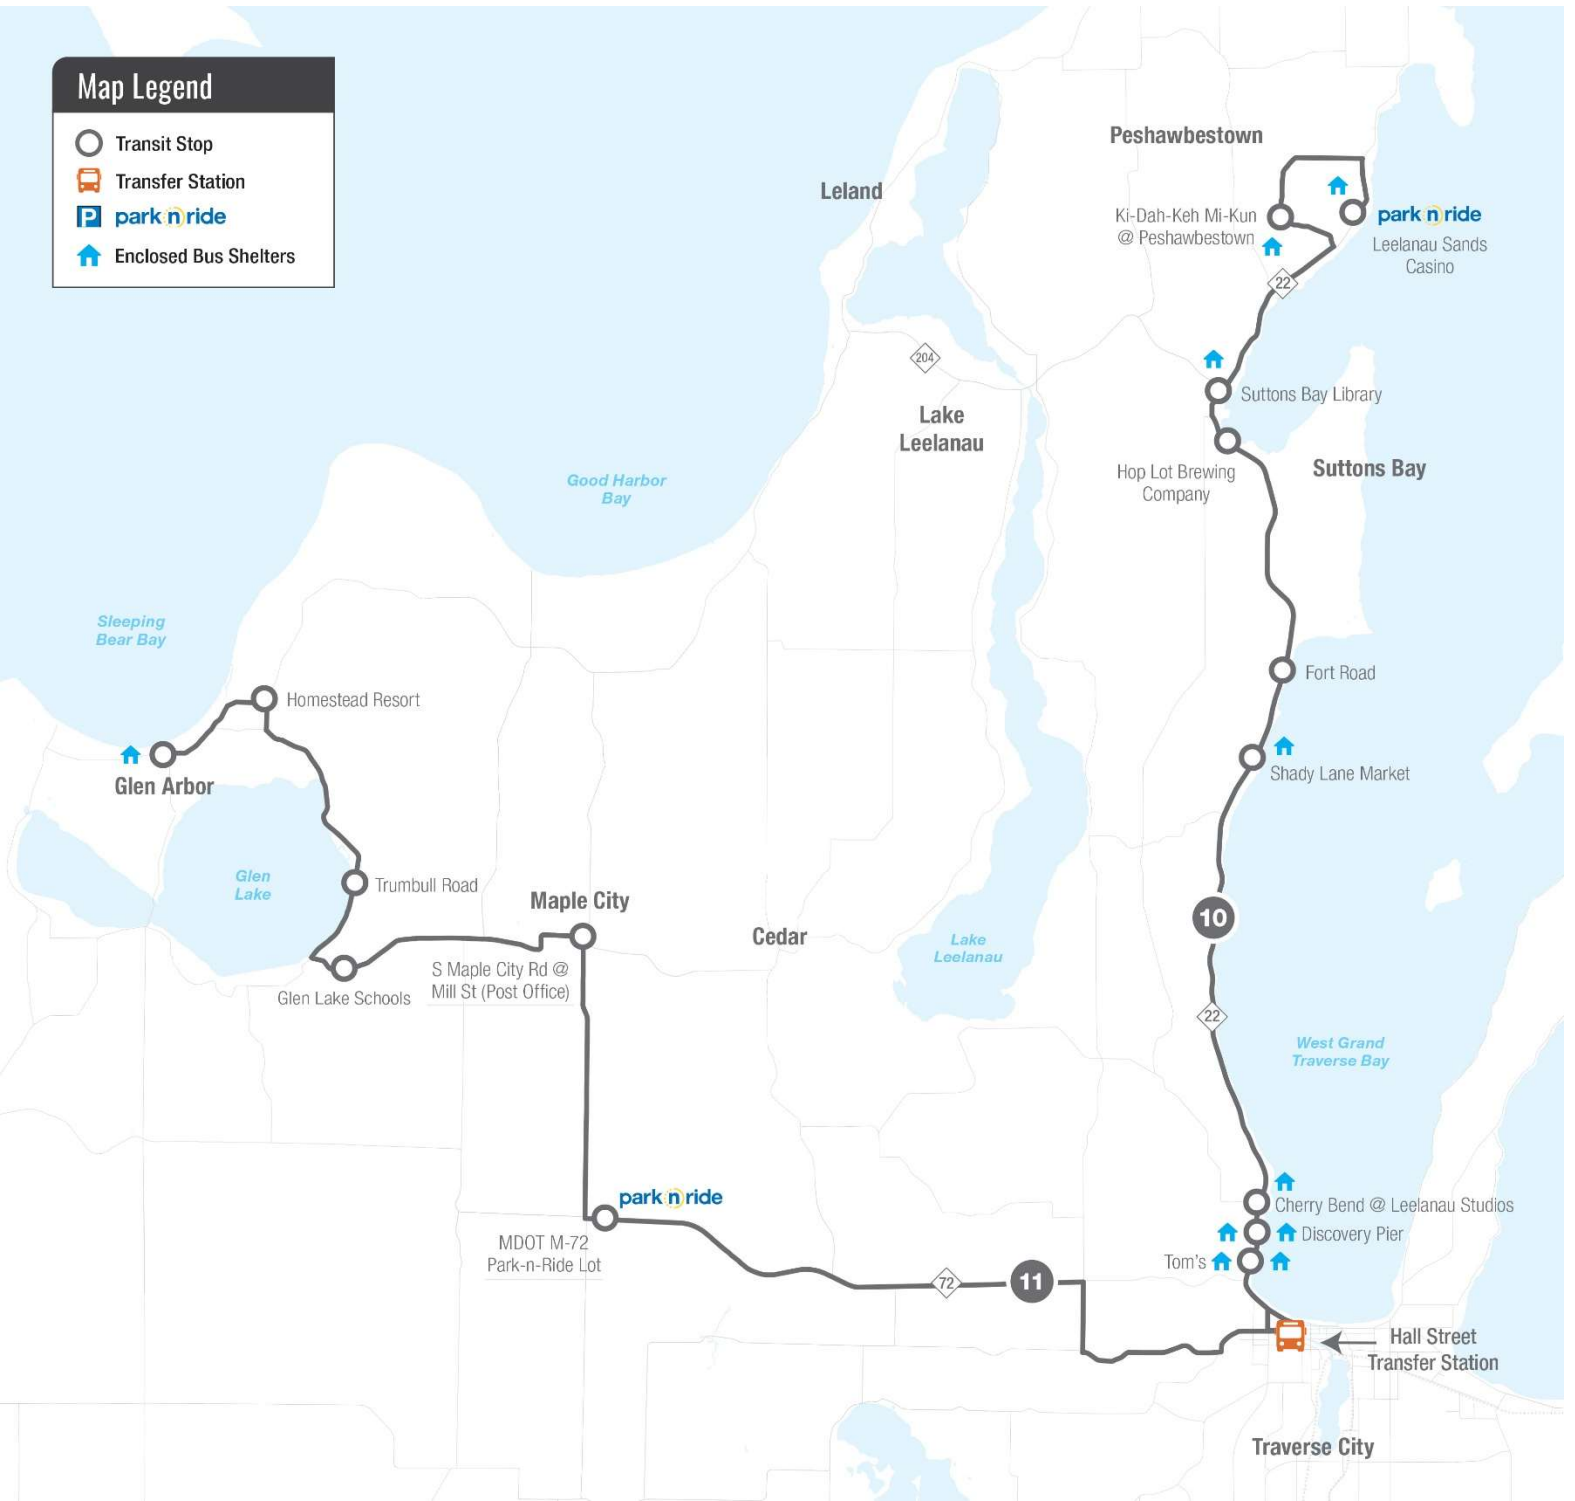 Map Legend
Transit Stop
Transfer Station
P park n ride
Enclosed Bus Shelters
Peshawbestown
Leland
Ki-Dah-Keh Mi-Kun
@ Peshawbestown
park n ride
Leelanau Sands
Casino
22
204
Suttons Bay Library
Lake
Leelanau
Hop Lot Brewing
Company
Suttons Bay
Good Harbor
Bay
Sleeping
Bear Bay
Fort Road
Homestead Resort
Shady Lane Market
Glen Arbor
Glen
Lake
Trumbull Road
Maple City
10
Cedar
Lake
Leelanau
S Maple City Rd @
Mill St (Post Office)
Glen Lake Schools
22
West Grand
Traverse Bay
park n ride
Cherry Bend @ Leelanau Studios
Discovery Pier
MDOT M-72
Park-n-Ride Lot
Tom's
72
11
Hall Street
Transfer Station
Traverse City